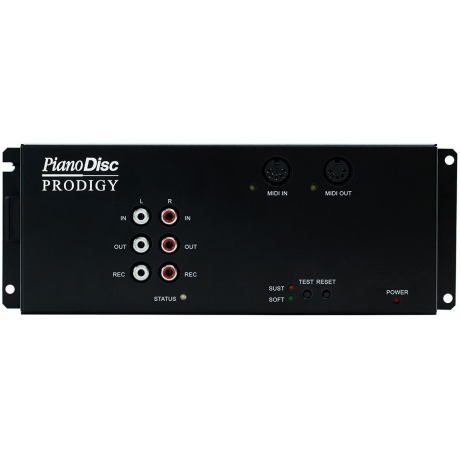 PianoDisc
PRODIGY
MIDI IN
MIDI OUT
L R
IN IN
OUT OUT
REC REC
STATUS
SUST
SOFT
TEST RESET
POWER